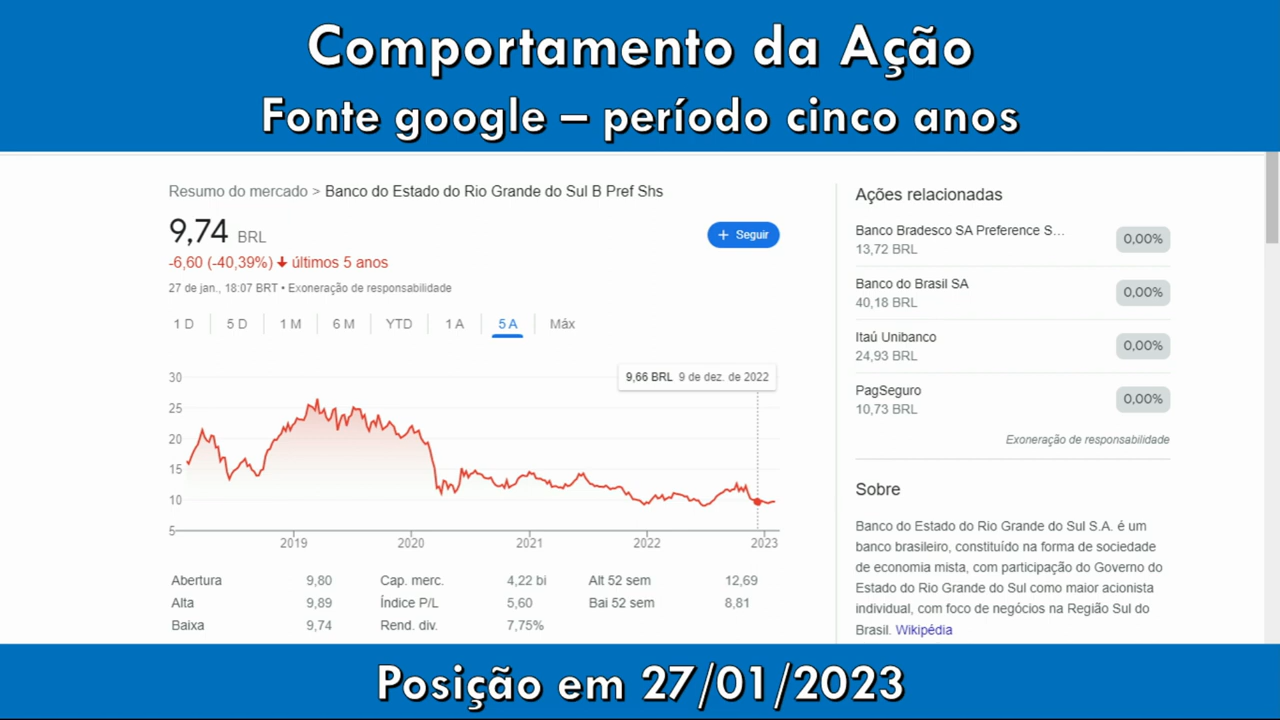 Comportamento da Ação
Fonte google – período cinco anos
Resumo do mercado > Banco do Estado do Rio Grande do Sul B Pref Shs
9,74 BRL
+ Seguir
-6,60 (-40,39%) ↓ últimos 5 anos
27 de jan., 18:07 BRT • Exoneração de responsabilidade
1 D 5 D 1 M 6 M YTD 1 A 5 A Máx
9,66 BRL 9 de dez. de 2022
30
25
20
15
10
5
2019 2020 2021 2022 2023
Abertura 9,80 Cap. merc. 4,22 bi Alt 52 sem 12,69
Alta 9,89 Índice P/L 5,60 Bai 52 sem 8,81
Baixa 9,74 Rend. div. 7,75%
Ações relacionadas
Banco Bradesco SA Preference S...
13,72 BRL 0,00%
Banco do Brasil SA
40,18 BRL 0,00%
Itaú Unibanco
24,93 BRL 0,00%
PagSeguro
10,73 BRL 0,00%
Exoneração de responsabilidade
Sobre
Banco do Estado do Rio Grande do Sul S.A. é um
banco brasileiro, constituído na forma de sociedade
de economia mista, com participação do Governo do
Estado do Rio Grande do Sul como maior acionista
individual, com foco de negócios na Região Sul do
Brasil. Wikipédia
Posição em 27/01/2023